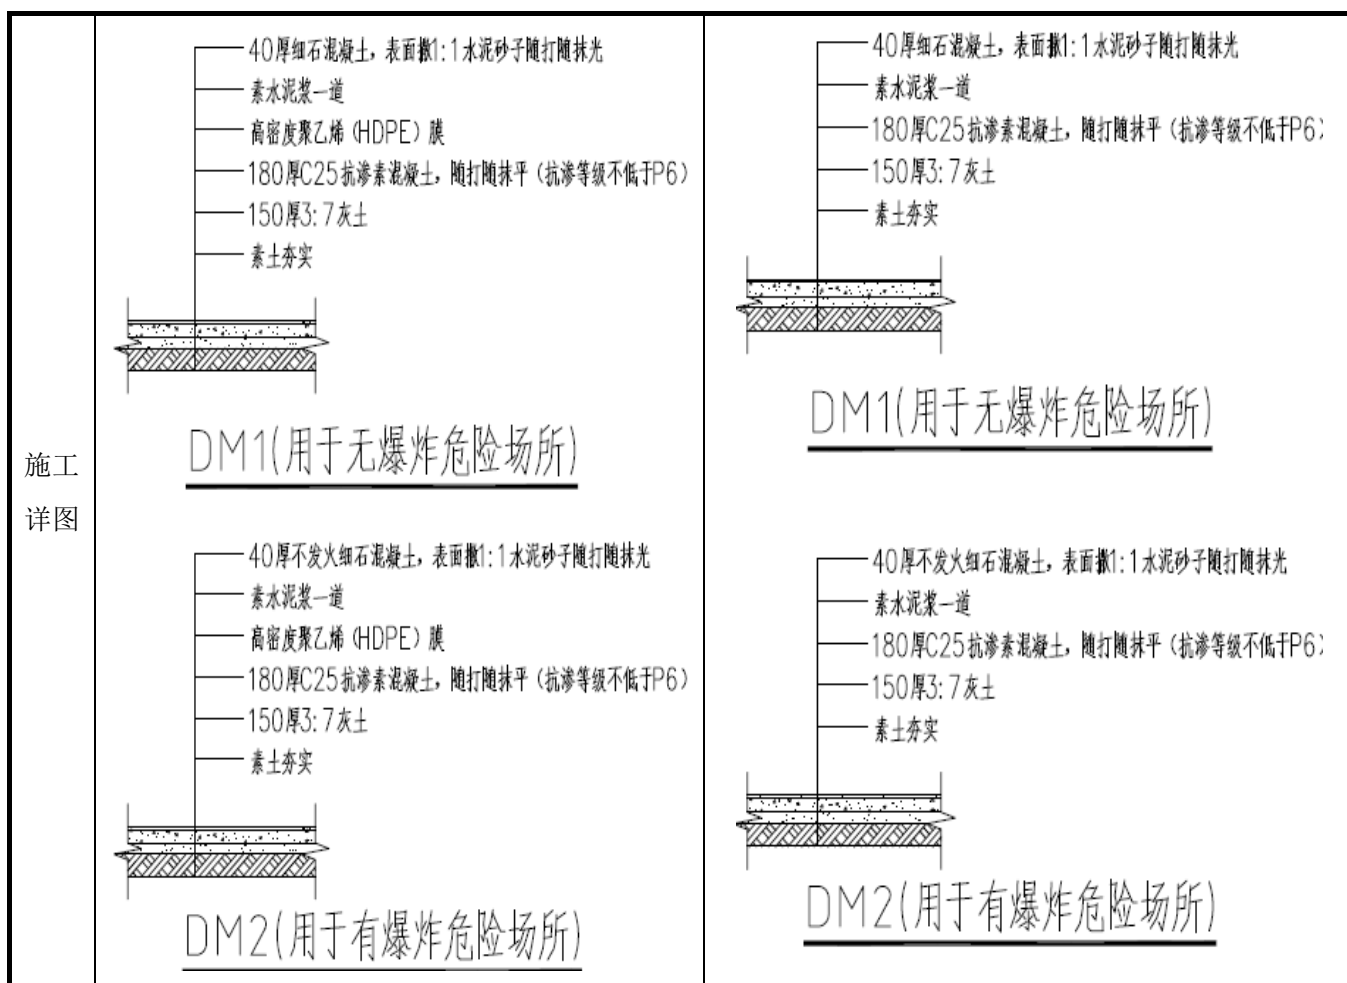 施工
详图
40厚细石混凝土，表面撒1:1水泥砂子随打随抹光
素水泥浆一道
高密度聚乙烯（HDPE）膜
180厚C25抗渗素混凝土，随打随抹平（抗渗等级不低于P6）
150厚3:7灰土
素土夯实
DM1(用于无爆炸危险场所)
40厚不发火细石混凝土，表面撒1:1水泥砂子随打随抹光
素水泥浆一道
高密度聚乙烯（HDPE）膜
180厚C25抗渗素混凝土，随打随抹平（抗渗等级不低于P6）
150厚3:7灰土
素土夯实
DM2(用于有爆炸危险场所)
40厚细石混凝土，表面撒1:1水泥砂子随打随抹光
素水泥浆一道
180厚C25抗渗素混凝土，随打随抹平（抗渗等级不低于P6）
150厚3:7灰土
素土夯实
DM1(用于无爆炸危险场所)
40厚不发火细石混凝土，表面撒1:1水泥砂子随打随抹光
素水泥浆一道
180厚C25抗渗素混凝土，随打随抹平（抗渗等级不低于P6）
150厚3:7灰土
素土夯实
DM2(用于有爆炸危险场所)